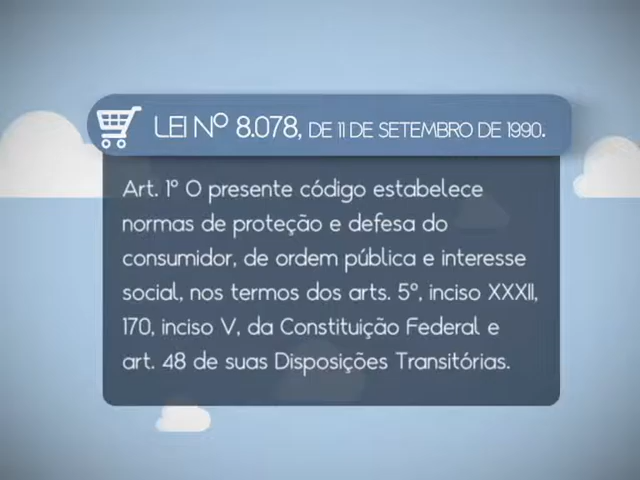 LEI Nº 8.078, DE 11 DE SETEMBRO DE 1990.
Art. 1º O presente código estabelece
normas de proteção e defesa do
consumidor, de ordem pública e interesse
social, nos termos dos arts. 5º, inciso XXXII,
170, inciso V, da Constituição Federal e
art. 48 de suas Disposições Transitórias.